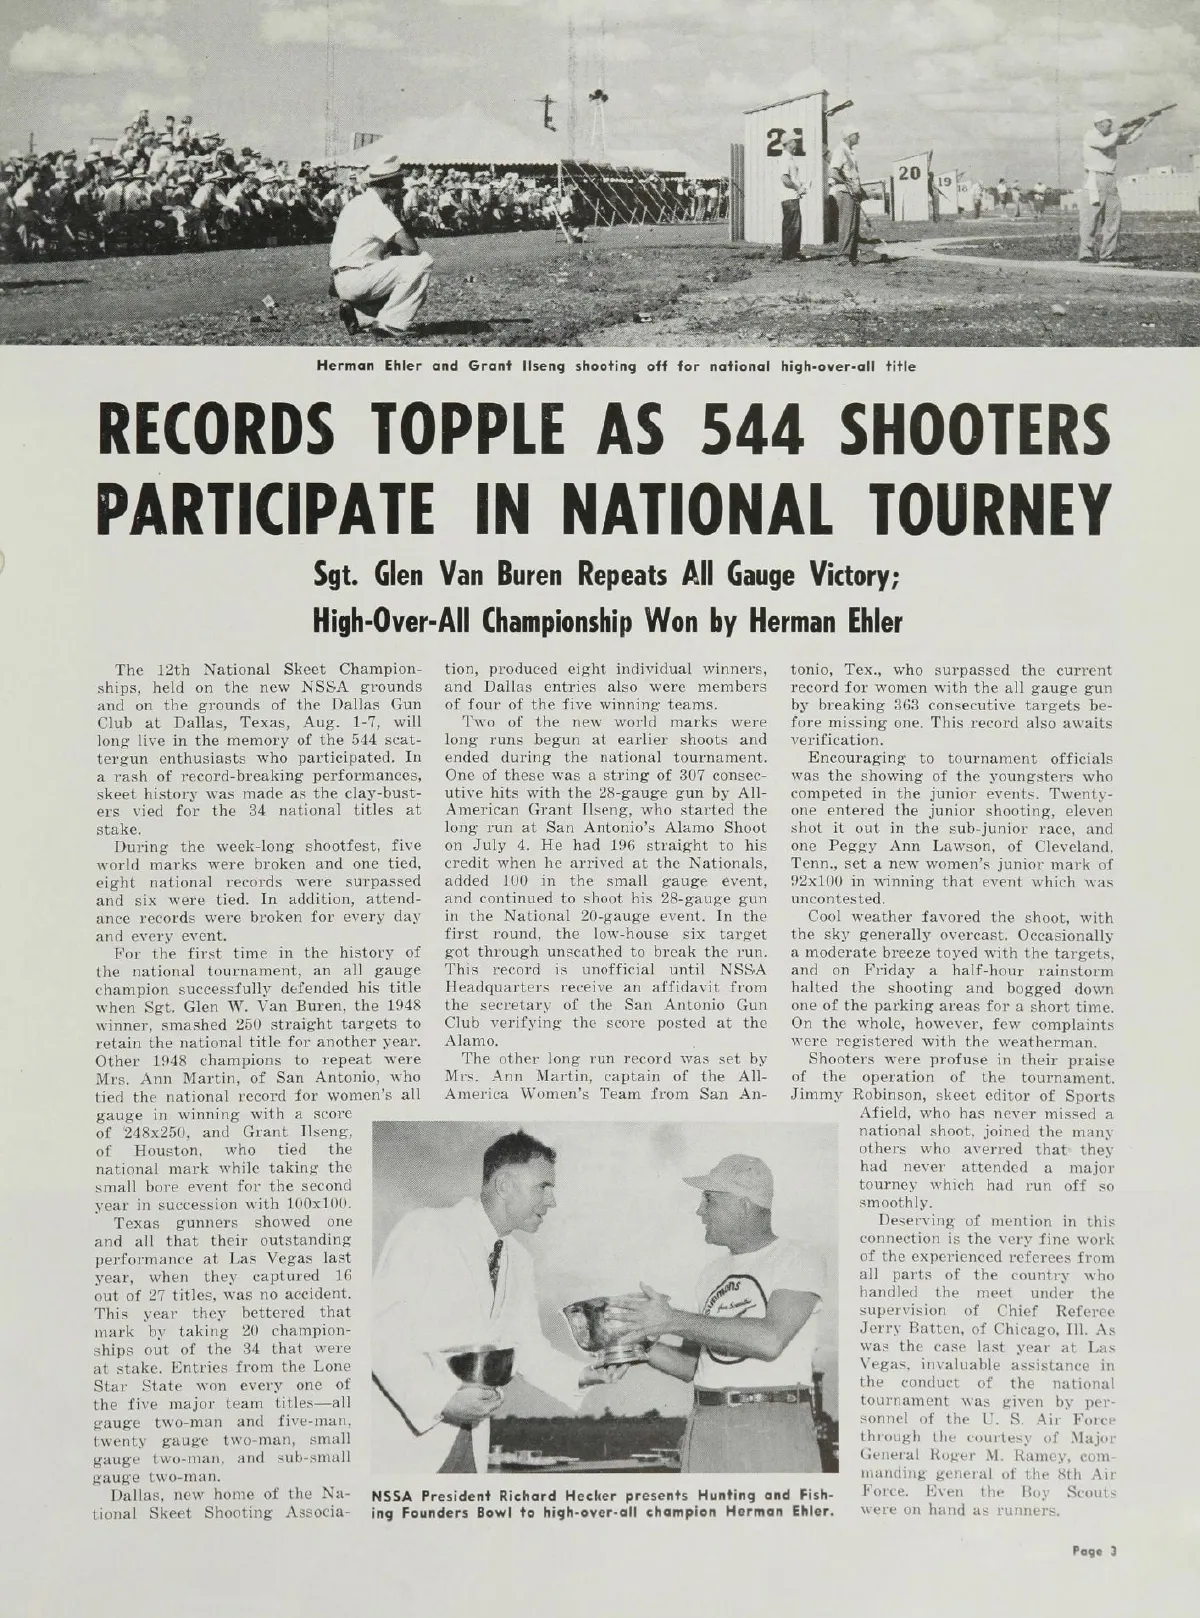 21
20
19
18
Herman Ehler and Grant Ilseng shooting off for national high-over-all title
RECORDS TOPPLE AS 544 SHOOTERS
PARTICIPATE IN NATIONAL TOURNEY
Sgt. Glen Van Buren Repeats All Gauge Victory;
High-Over-All Championship Won by Herman Ehler
The 12th National Skeet Champion-
ships, held on the new NSSA grounds
and on the grounds of the Dallas Gun
Club at Dallas, Texas, Aug. 1-7, will
long live in the memory of the 544 scat-
tergun enthusiasts who participated. In
a rash of record-breaking performances,
skeet history was made as the clay-bust-
ers vied for the 34 national titles at
stake.
During the week-long shootfest, five
world marks were broken and one tied,
eight national records were surpassed
and six were tied. In addition, attend-
ance records were broken for every day
and every event.
For the first time in the history of
the national tournament, an all gauge
champion successfully defended his title
when Sgt. Glen W. Van Buren, the 1948
winner, smashed 250 straight targets to
retain the national title for another year.
Other 1948 champions to repeat were
Mrs. Ann Martin, of San Antonio, who
tied the national record for women's all
gauge in winning with a score
of 248x250, and Grant Ilseng,
of Houston, who tied the
national mark while taking the
small bore event for the second
year in succession with 100x100.
Texas gunners showed one
and all that their outstanding
performance at Las Vegas last
year, when they captured 16
out of 27 titles, was no accident.
This year they bettered that
mark by taking 20 champion-
ships out of the 34 that were
at stake. Entries from the Lone
Star State won every one of
the five major team titles—all
gauge two-man and five-man,
twenty gauge two-man, small
gauge two-man, and sub-small
gauge two-man.
Dallas, new home of the Na-
tional Skeet Shooting Associa-
tion, produced eight individual winners,
and Dallas entries also were members
of four of the five winning teams.
Two of the new world marks were
long runs begun at earlier shoots and
ended during the national tournament.
One of these was a string of 307 consec-
utive hits with the 28-gauge gun by All-
American Grant Ilseng, who started the
long run at San Antonio's Alamo Shoot
on July 4. He had 196 straight to his
credit when he arrived at the Nationals,
added 100 in the small gauge event,
and continued to shoot his 28-gauge gun
in the National 20-gauge event. In the
first round, the low-house six target
got through unscathed to break the run.
This record is unofficial until NSSA
Headquarters receive an affidavit from
the secretary of the San Antonio Gun
Club verifying the score posted at the
Alamo.
The other long run record was set by
Mrs. Ann Martin, captain of the All-
America Women's Team from San An-
tonio, Tex., who surpassed the current
record for women with the all gauge gun
by breaking 363 consecutive targets be-
fore missing one. This record also awaits
verification.
Encouraging to tournament officials
was the showing of the youngsters who
competed in the junior events. Twenty-
one entered the junior shooting, eleven
shot it out in the sub-junior race, and
one Peggy Ann Lawson, of Cleveland,
Tenn., set a new women's junior mark of
92x100 in winning that event which was
uncontested.
Cool weather favored the shoot, with
the sky generally overcast. Occasionally
a moderate breeze toyed with the targets,
and on Friday a half-hour rainstorm
halted the shooting and bogged down
one of the parking areas for a short time.
On the whole, however, few complaints
were registered with the weatherman.
Shooters were profuse in their praise
of the operation of the tournament.
Jimmy Robinson, skeet editor of Sports
Afield, who has never missed a
national shoot, joined the many
others who averred that they
had never attended a major
tourney which had run off so
smoothly.
Deserving of mention in this
connection is the very fine work
of the experienced referees from
all parts of the country who
handled the meet under the
supervision of Chief Referee
Jerry Batten, of Chicago, Ill. As
was the case last year at Las
Vegas, invaluable assistance in
the conduct of the national
tournament was given by per-
sonnel of the U. S. Air Force
through the courtesy of Major
General Roger M. Ramey, com-
manding general of the 8th Air
Force. Even the Boy Scouts
were on hand as runners.
NSSA President Richard Hecker presents Hunting and Fish-
ing Founders Bowl to high-over-all champion Herman Ehler.
Page 3